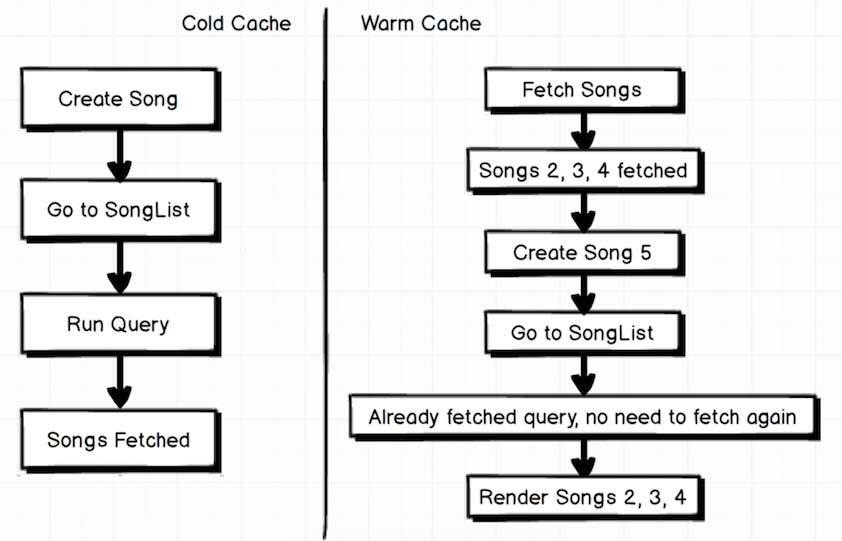 Cold Cache
Create Song
Go to SongList
Run Query
Songs Fetched
Warm Cache
Fetch Songs
Songs 2, 3, 4 fetched
Create Song 5
Go to SongList
Already fetched query, no need to fetch again
Render Songs 2, 3, 4